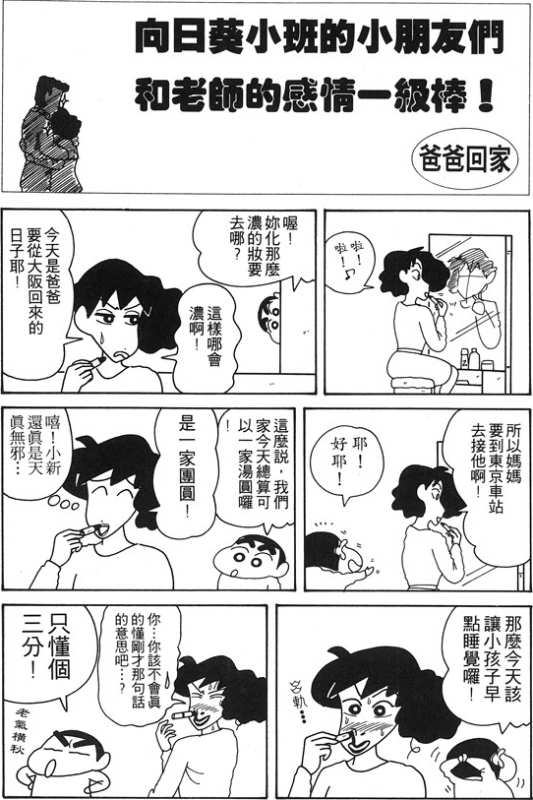 向日葵小班的小朋友們
和老師的感情一級棒！
爸爸回家
啦！
啦！♪
喔！
妳化那麼
濃的妝要
去哪？
這樣哪會
濃啊！
今天是爸爸
要從大阪回來的
日子耶！
所以媽媽
要到東京車站
去接他啊！
耶！
好耶！
這麼說，我們
家今天總算可
以一家湯圓囉
！
是一家團圓！
嘻！小新
還眞是天
眞無邪…
那麼今天該
讓小孩子早
點睡覺囉！
你…你該不會眞
的懂剛才那句話
的意思吧…？
只懂個
三分！
老氣橫秋